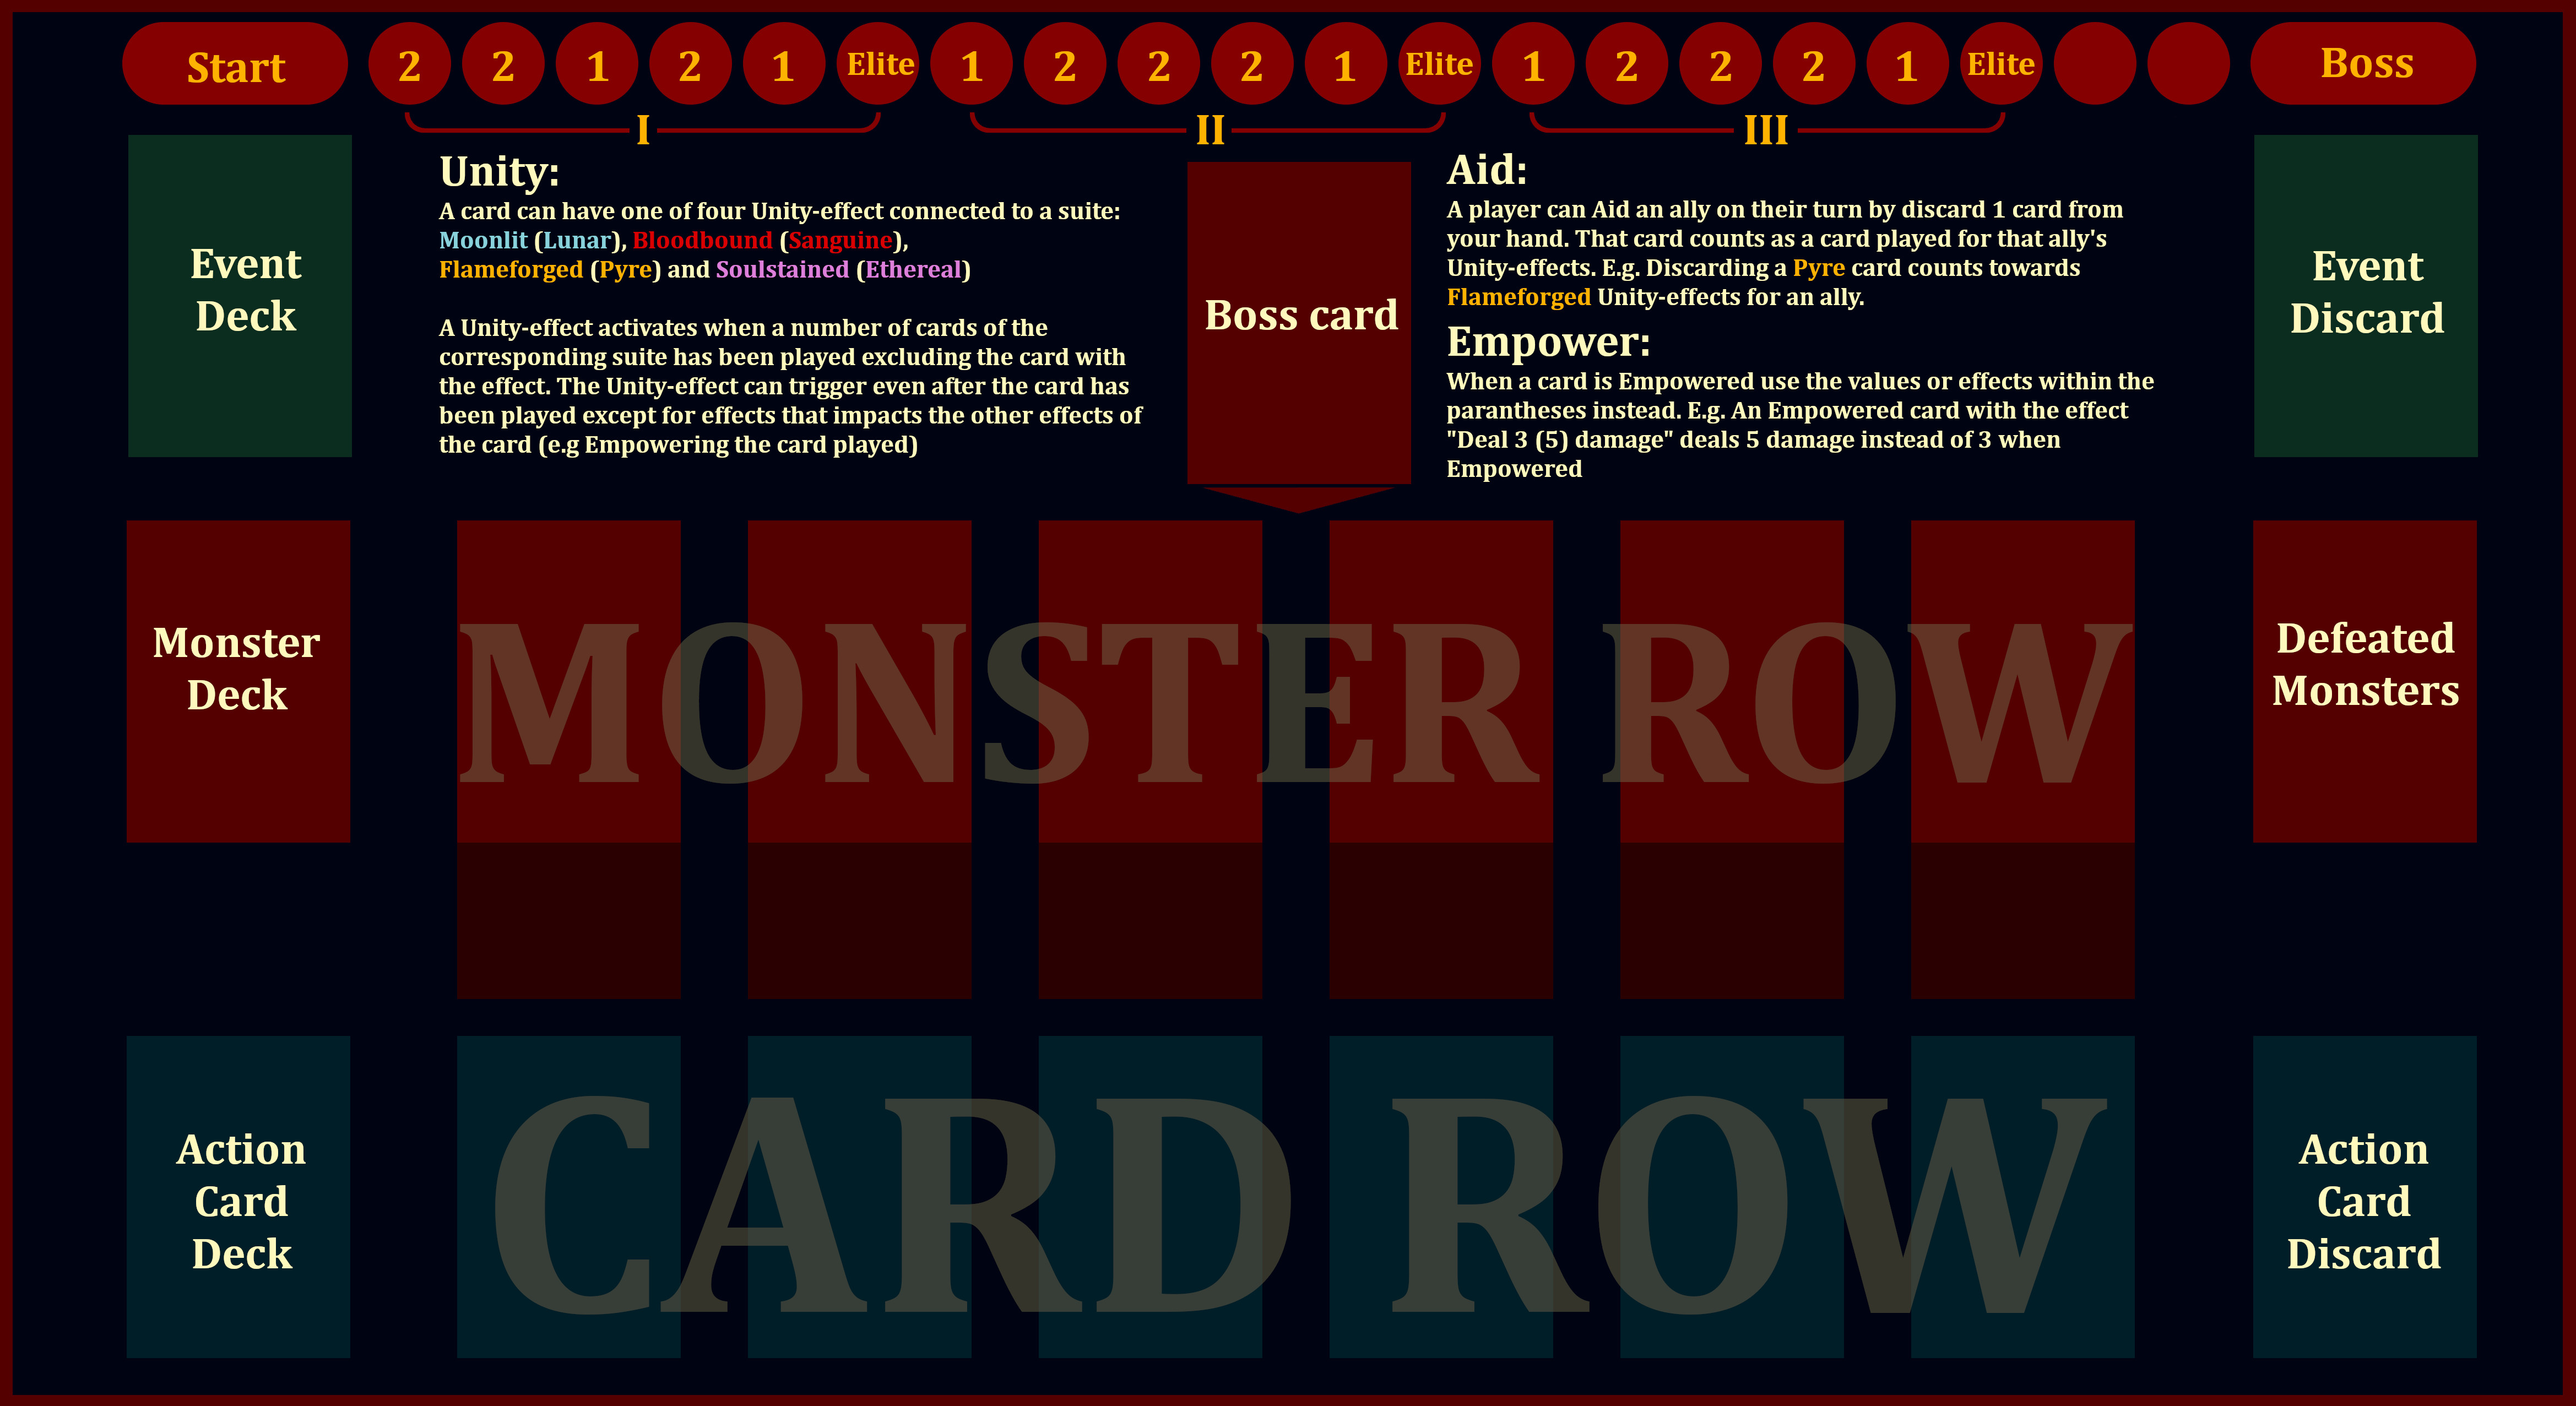 Start 2 2 1 2 1 Elite 1 2 2 2 1 Elite 1 2 2 2 1 Elite Boss
I II III
Event
Deck
Unity:
A card can have one of four Unity-effect connected to a suite:
Moonlit (Lunar), Bloodbound (Sanguine),
Flameforged (Pyre) and Soulstained (Ethereal)
A Unity-effect activates when a number of cards of the
corresponding suite has been played excluding the card with
the effect. The Unity-effect can trigger even after the card has
been played except for effects that impacts the other effects of
the card (e.g Empowering the card played)
Boss card
Aid:
A player can Aid an ally on their turn by discard 1 card from
your hand. That card counts as a card played for that ally's
Unity-effects. E.g. Discarding a Pyre card counts towards
Flameforged Unity-effects for an ally.
Empower:
When a card is Empowered use the values or effects within the
parantheses instead. E.g. An Empowered card with the effect
"Deal 3 (5) damage" deals 5 damage instead of 3 when
Empowered
Event
Discard
Monster
Deck
MONSTER ROW
Defeated
Monsters
Action
Card
Deck
CARD ROW
Action
Card
Discard